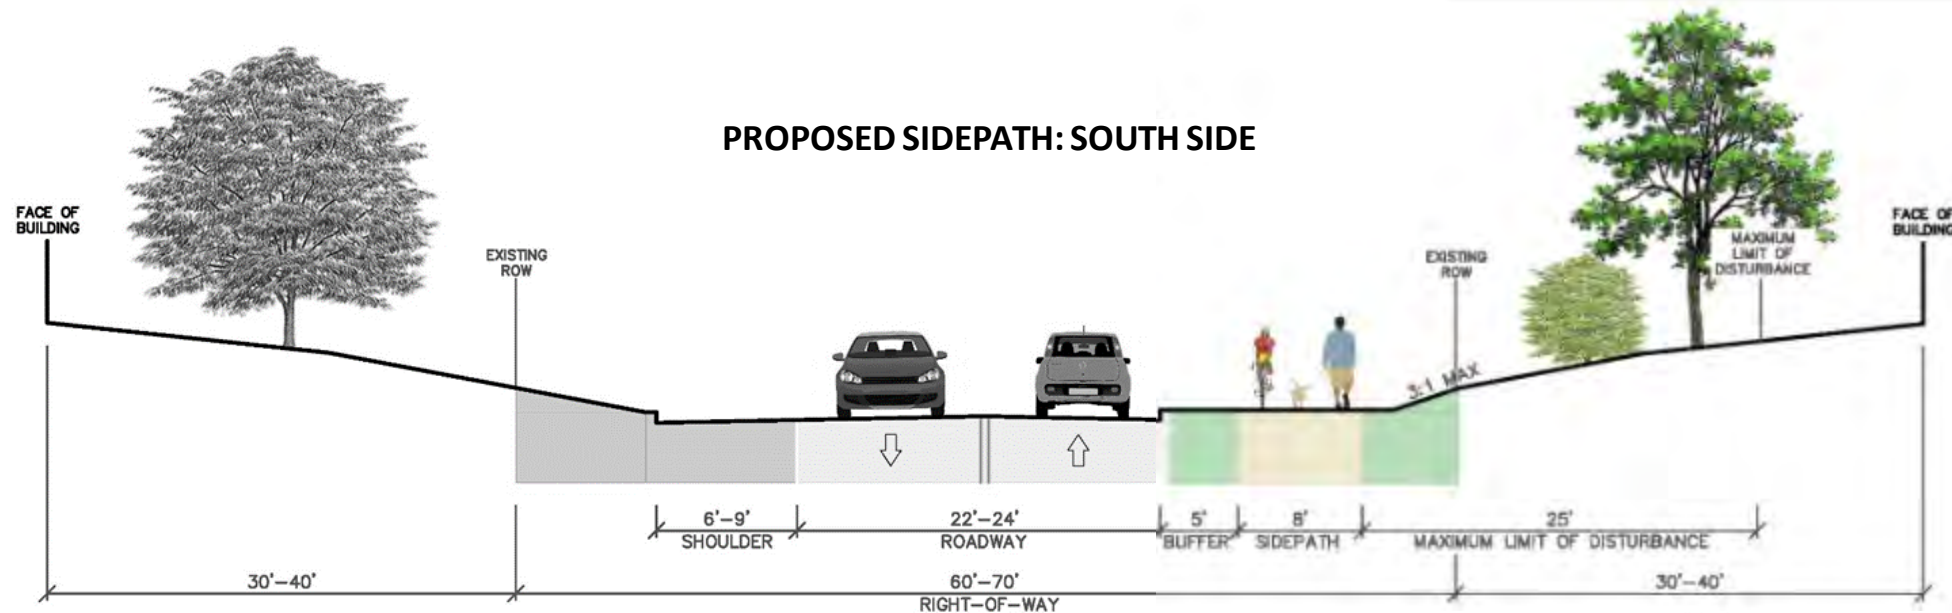 PROPOSED SIDEPATH: SOUTH SIDE
FACE OF
BUILDING
EXISTING
ROW
EXISTING
ROW
MAXIMUM
LIMIT OF
DISTURBANCE
FACE OF
BUILDING
3:1 MAX
6'-9'
SHOULDER
22'-24'
ROADWAY
5'
BUFFER
8'
SIDEPATH
25'
MAXIMUM LIMIT OF DISTURBANCE
30'-40'
60'-70'
RIGHT-OF-WAY
30'-40'